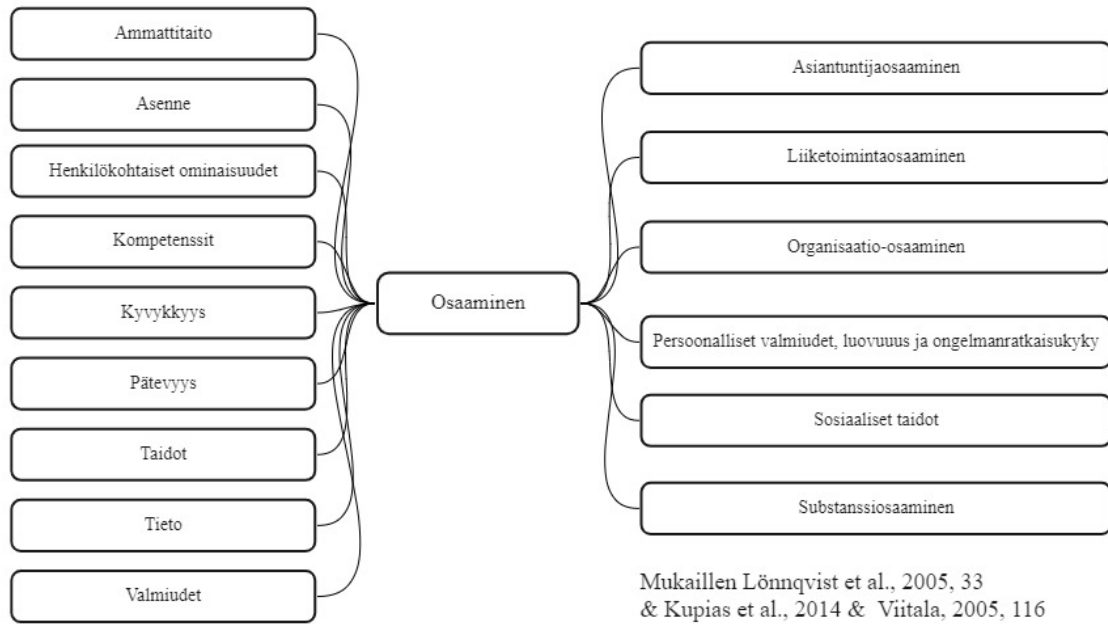 Ammattitaito
Asenne
Henkilökohtaiset ominaisuudet
Kompetenssit
Kyvykkyys
Pätevyys
Taidot
Tieto
Valmiudet
Osaaminen
Asiantuntijaosaaminen
Liiketoimintaosaaminen
Organisaatio-osaaminen
Persoonalliset valmiudet, luovuuus ja ongelmanratkaisukyky
Sosiaaliset taidot
Substanssiosaaminen
Mukaillen Lönnqvist et al., 2005, 33
& Kupias et al., 2014 & Viitala, 2005, 116